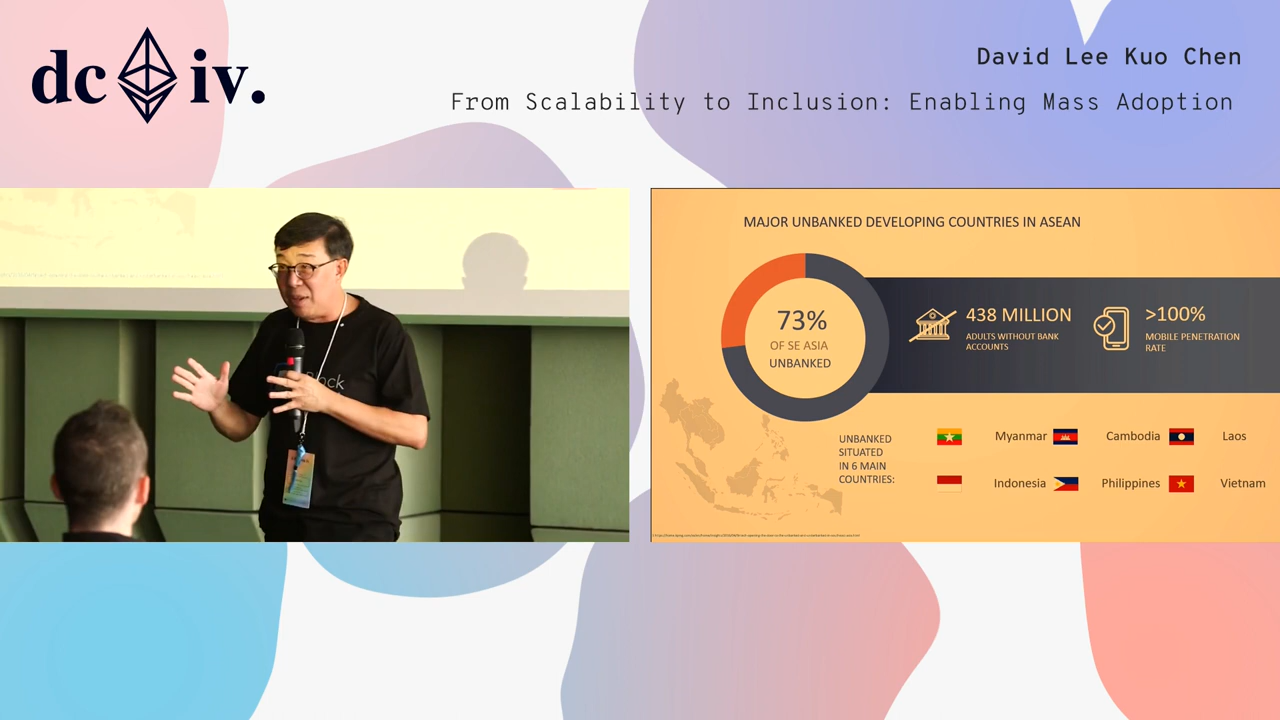 dc iv.
David Lee Kuo Chen
From Scalability to Inclusion: Enabling Mass Adoption
MAJOR UNBANKED DEVELOPING COUNTRIES IN ASEAN
73%
OF SE ASIA
UNBANKED
438 MILLION
ADULTS WITHOUT BANK
ACCOUNTS
>100%
MOBILE PENETRATION
RATE
UNBANKED
SITUATED
IN 6 MAIN
COUNTRIES:
Myanmar
Cambodia
Laos
Indonesia
Philippines
Vietnam